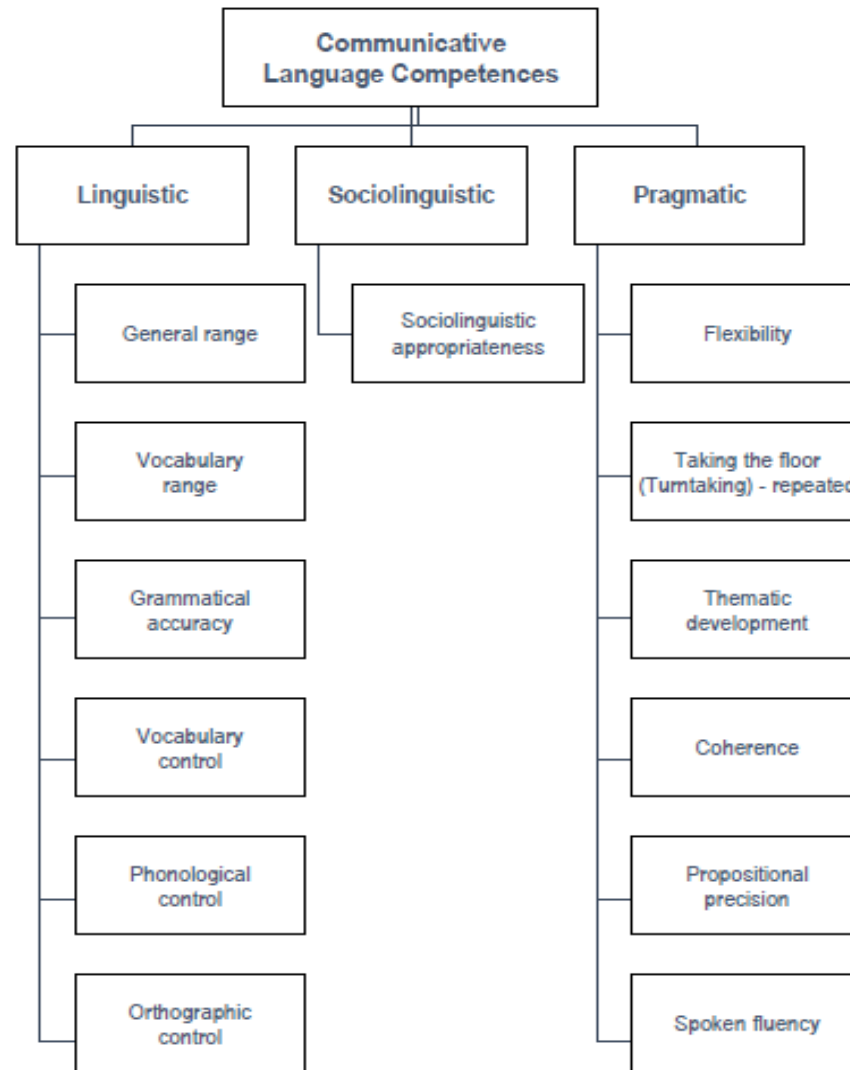 Communicative
Language Competences
Linguistic
Sociolinguistic
Pragmatic
General range
Sociolinguistic
appropriateness
Flexibility
Vocabulary
range
Taking the floor
(Turntaking) - repeated
Grammatical
accuracy
Thematic
development
Vocabulary
control
Coherence
Phonological
control
Propositional
precision
Orthographic
control
Spoken fluency